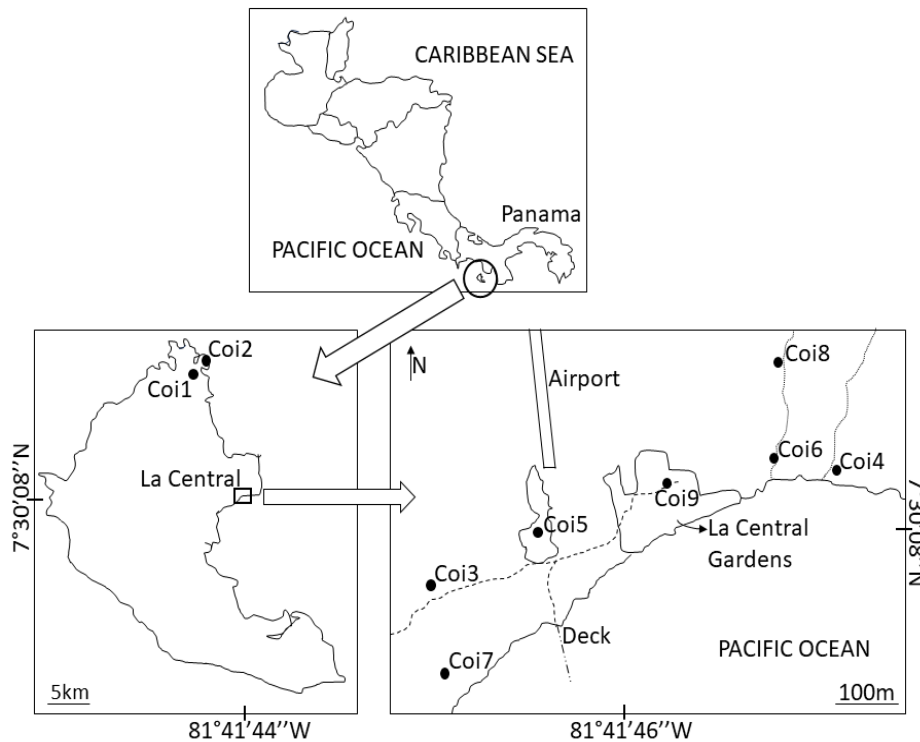 CARIBBEAN SEA
Panama
PACIFIC OCEAN
Coi2
Coi1
La Central
7°30’08’’N
5km
81°41’44’’W
N
Airport
Coi8
Coi6
Coi4
Coi9
Coi5
La Central
Gardens
Coi3
Deck
Coi7
PACIFIC OCEAN
100m
7°30’08’’N
81°41’46’’W